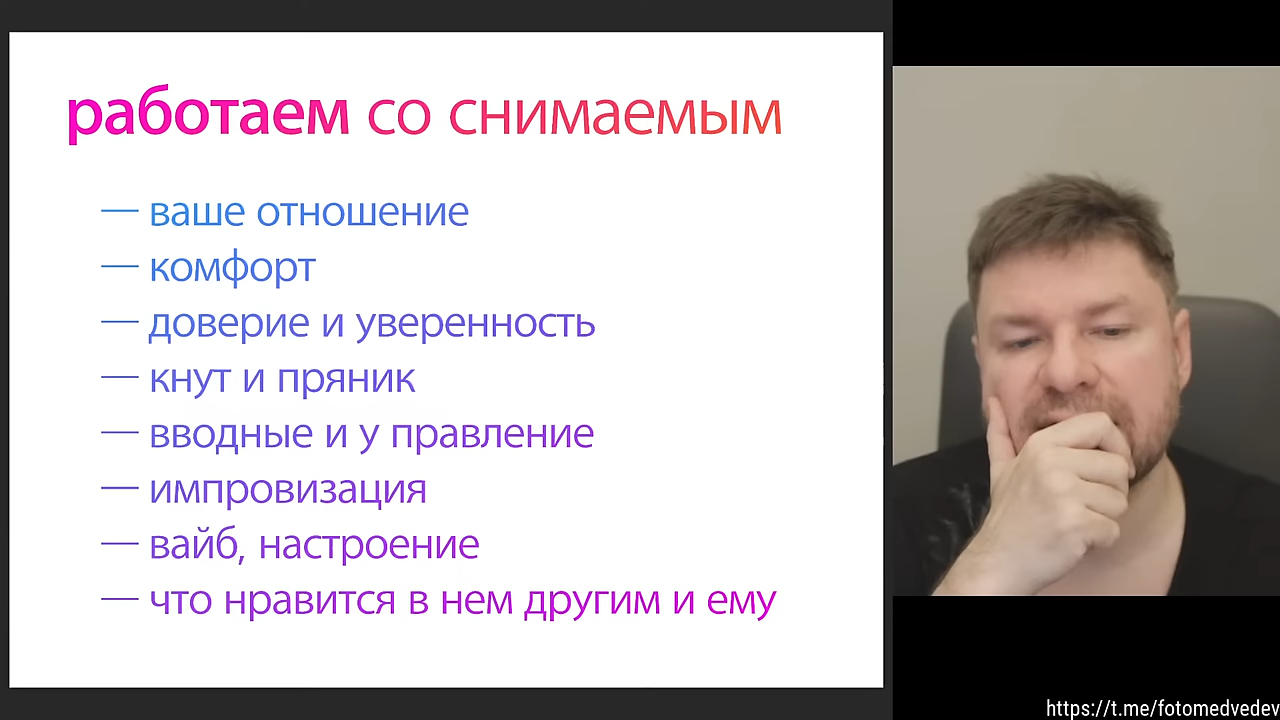 работаем со снимаемым
— ваше отношение
— комфорт
— доверие и уверенность
— кнут и пряник
— вводные и у правление
— импровизация
— вайб, настроение
— что нравится в нем другим и ему
https://t.me/fotomedvedev